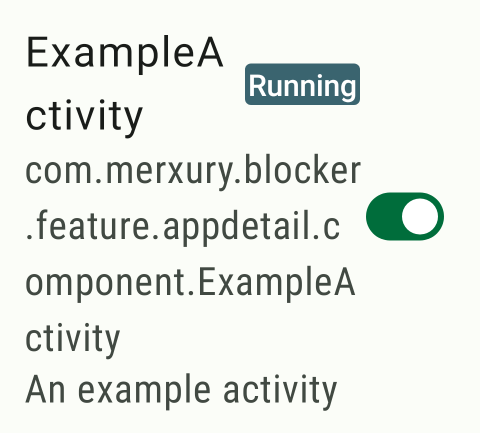 ExampleA
ctivity
Running
com.merxury.blocker
.feature.appdetail.c
omponent.ExampleA
ctivity
An example activity